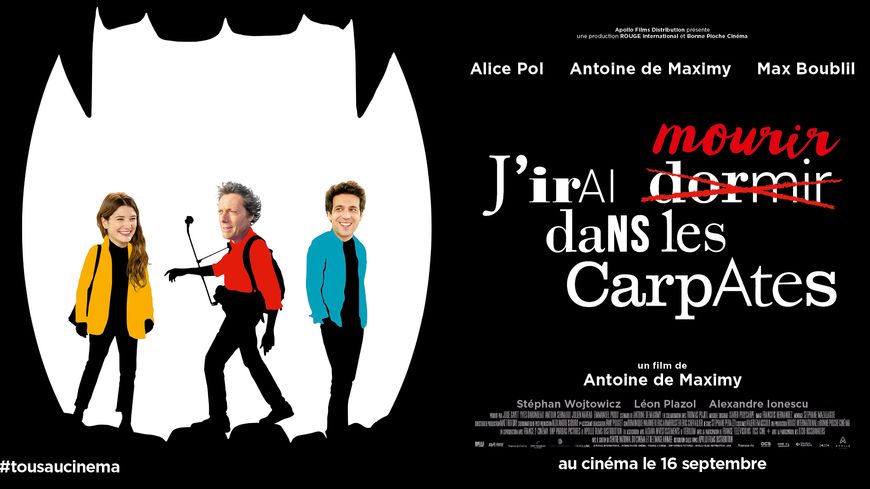 Apollo Films Distribution présente
une production ROUGE International et Bonne Pioche Cinéma
Alice Pol Antoine de Maximy Max Boublil
mourir
J'irAI dormir
daNS les
CarpAtes
un film de
Antoine de Maximy
Stéphan Wojtowicz Léon Plazol Alexandre Ionescu
au cinéma le 16 septembre
#tousaucinema